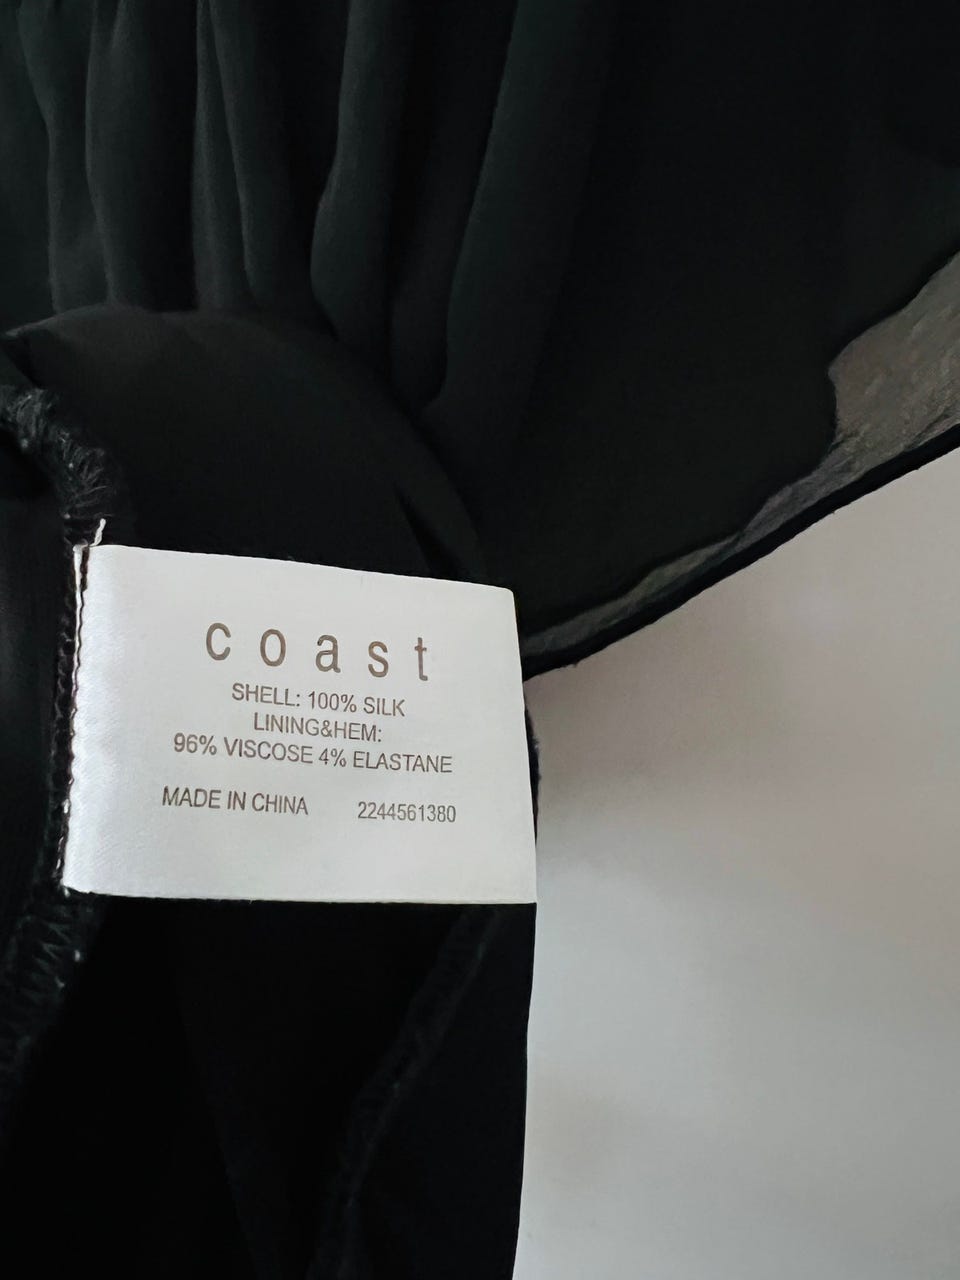 coast
SHELL: 100% SILK
LINING&HEM:
96% VISCOSE 4% ELASTANE
MADE IN CHINA 2244561380